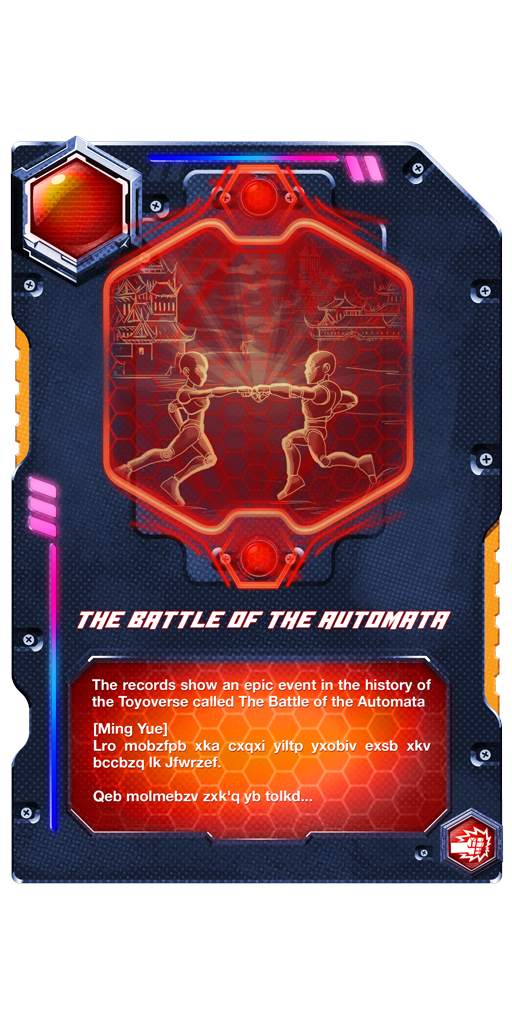 THE BATTLE OF THE AUTOMATA
The records show an epic event in the history of
the Toyoverse called The Battle of the Automata
[Ming Yue]
Lro mobzfpb xka cxqxi yiltp yxobiv exsb xkv
bccbzq lk Jfwrżef.
Qeb molmebzv zxk'q yb tolkd...